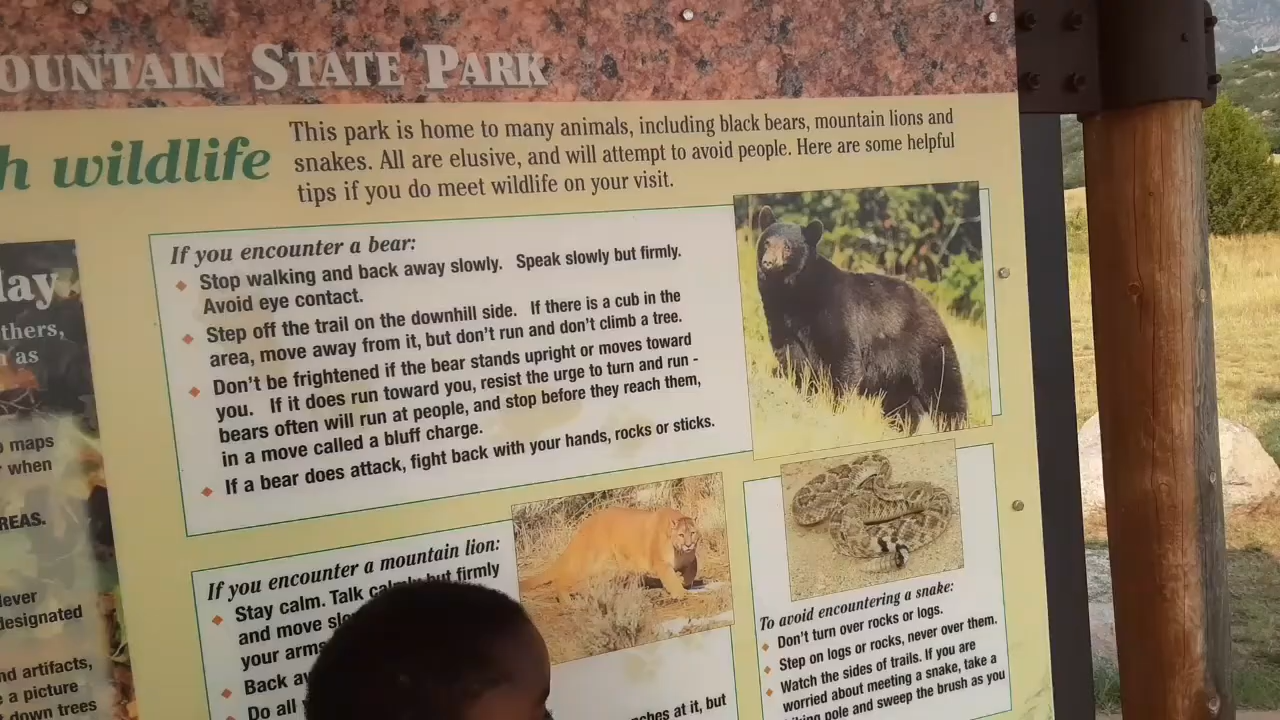 MOUNTAIN STATE PARK
h wildlife
This park is home to many animals, including black bears, mountain lions and
snakes. All are elusive, and will attempt to avoid people. Here are some helpful
tips if you do meet wildlife on your visit.
If you encounter a bear:
Stop walking and back away slowly. Speak slowly but firmly.
Avoid eye contact.
Step off the trail on the downhill side. If there is a cub in the
area, move away from it, but don't run and don't climb a tree.
Don't be frightened if the bear stands upright or moves toward
you. If it does run toward you, resist the urge to turn and run -
bears often will run at people, and stop before they reach them,
in a move called a bluff charge.
If a bear does attack, fight back with your hands, rocks or sticks.
lay
thers,
as
maps
when
REAS.
ever
designated
nd artifacts,
a picture
down trees
If you encounter a mountain lion:
Stay calm. Talk calmly but firmly
and move
your arms
Back
Do all
at it, but
To avoid encountering a snake:
Don't turn over rocks or logs.
Step on logs or rocks, never over them.
Watch the sides of trails. If you are
worried about meeting a snake, take a
pole and sweep the brush as you